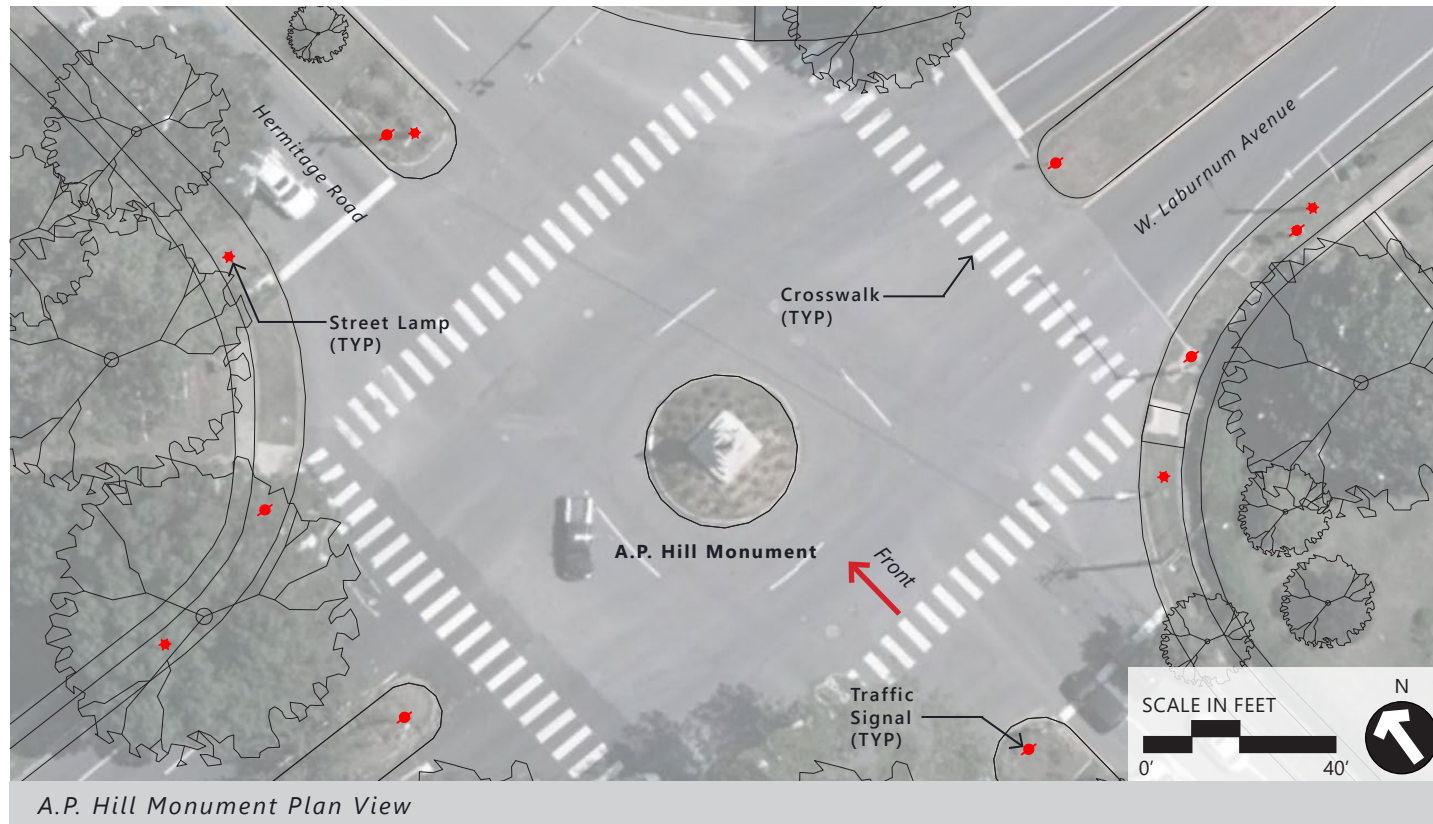 Hermitage Road
W. Laburnum Avenue
Crosswalk
(TYP)
Street Lamp
(TYP)
A.P. Hill Monument
Front
Traffic
Signal
(TYP)
SCALE IN FEET
0’
40’
N
A.P. Hill Monument Plan View